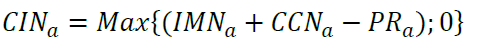 CIN_a = Max{(IMN_a + CCN_a − PR_a); 0}